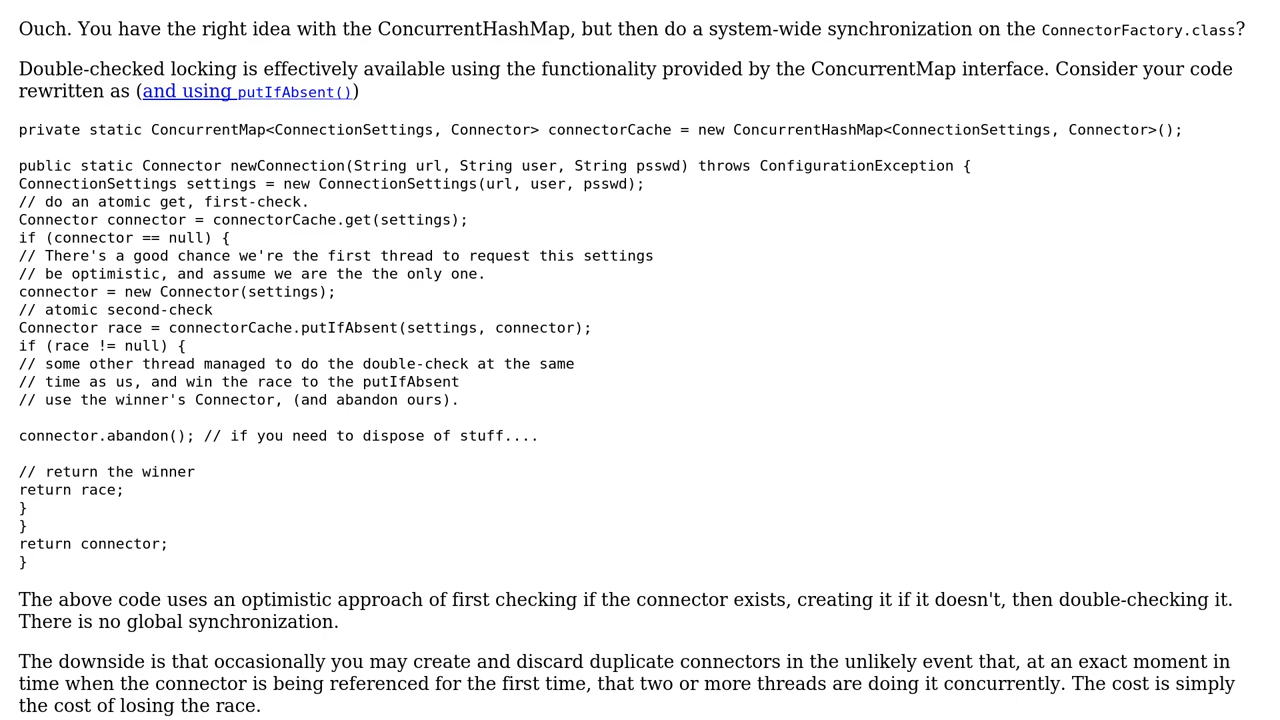 Ouch. You have the right idea with the ConcurrentHashMap, but then do a system-wide synchronization on the ConnectorFactory.class?
Double-checked locking is effectively available using the functionality provided by the ConcurrentMap interface. Consider your code
rewritten as (and using putIfAbsent())
private static ConcurrentMap<ConnectionSettings, Connector> connectorCache = new ConcurrentHashMap<ConnectionSettings, Connector>();
public static Connector newConnection(String url, String user, String psswd) throws ConfigurationException {
ConnectionSettings settings = new ConnectionSettings(url, user, psswd);
// do an atomic get, first-check.
Connector connector = connectorCache.get(settings);
if (connector == null) {
// There's a good chance we're the first thread to request this settings
// be optimistic, and assume we are the the only one.
connector = new Connector(settings);
// atomic second-check
Connector race = connectorCache.putIfAbsent(settings, connector);
if (race != null) {
// some other thread managed to do the double-check at the same
// time as us, and win the race to the putIfAbsent
// use the winner's Connector, (and abandon ours).
connector.abandon(); // if you need to dispose of stuff....
// return the winner
return race;
}
}
return connector;
}
The above code uses an optimistic approach of first checking if the connector exists, creating it if it doesn't, then double-checking it.
There is no global synchronization.
The downside is that occasionally you may create and discard duplicate connectors in the unlikely event that, at an exact moment in
time when the connector is being referenced for the first time, that two or more threads are doing it concurrently. The cost is simply
the cost of losing the race.